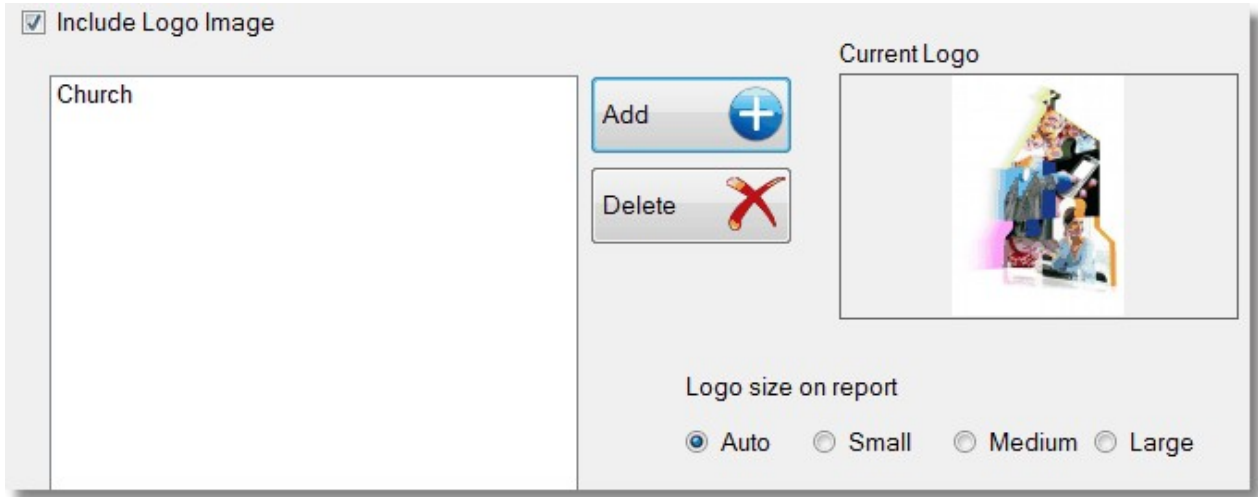 Include Logo Image
Current Logo
Church
Add
Delete
Logo size on report
Auto Small Medium Large